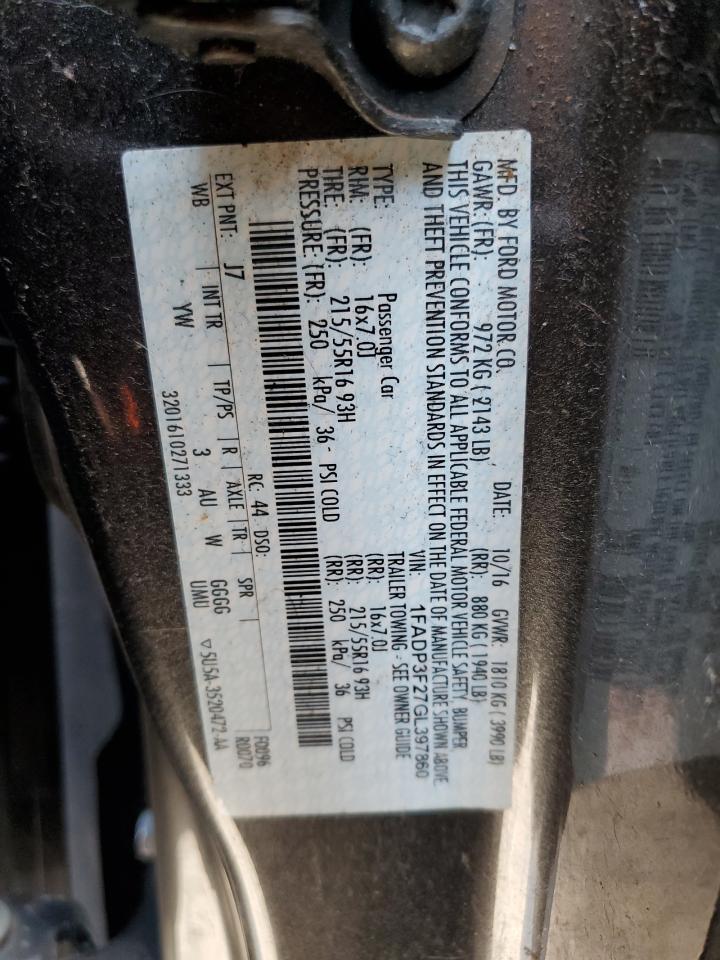 MFD. BY FORD MOTOR CO. DATE: 10/16 GVWR: 1810 KG ( 3990 LB)
GAWR: (FR): 972 KG ( 2143 LB) (RR): 880 KG ( 1940 LB)
THIS VEHICLE CONFORMS TO ALL APPLICABLE FEDERAL MOTOR VEHICLE SAFETY, BUMPER
AND THEFT PREVENTION STANDARDS IN EFFECT ON THE DATE OF MANUFACTURE SHOWN ABOVE.
VIN: 1FADP3F27GL397860
TYPE: Passenger Car TRAILER TOWING - SEE OWNER GUIDE
RIM: (FR): 16x7.0J (RR): 16x7.0J
TIRE: (FR): 215/55R16 93H (RR): 215/55R16 93H
PRESSURE (FR): 250 kPa/ 36 PSI COLD (RR): 250 kPa/ 36 PSI COLD
RC: 44 DSO: F0096
EXT PNT: J7 R0070
WB | INT TR | TP/PS | R | AXLE | TR | SPR
YW 3 AU W GGGG
3201610271333 UMU ▽ 5U5A-3520472-AA